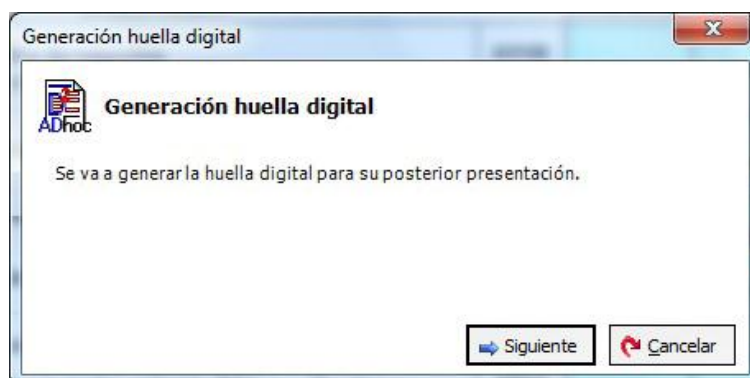 Generación huella digital
Generación huella digital
ADhoc
Se va a generar la huella digital para su posterior presentación.
Siguiente
Cancelar